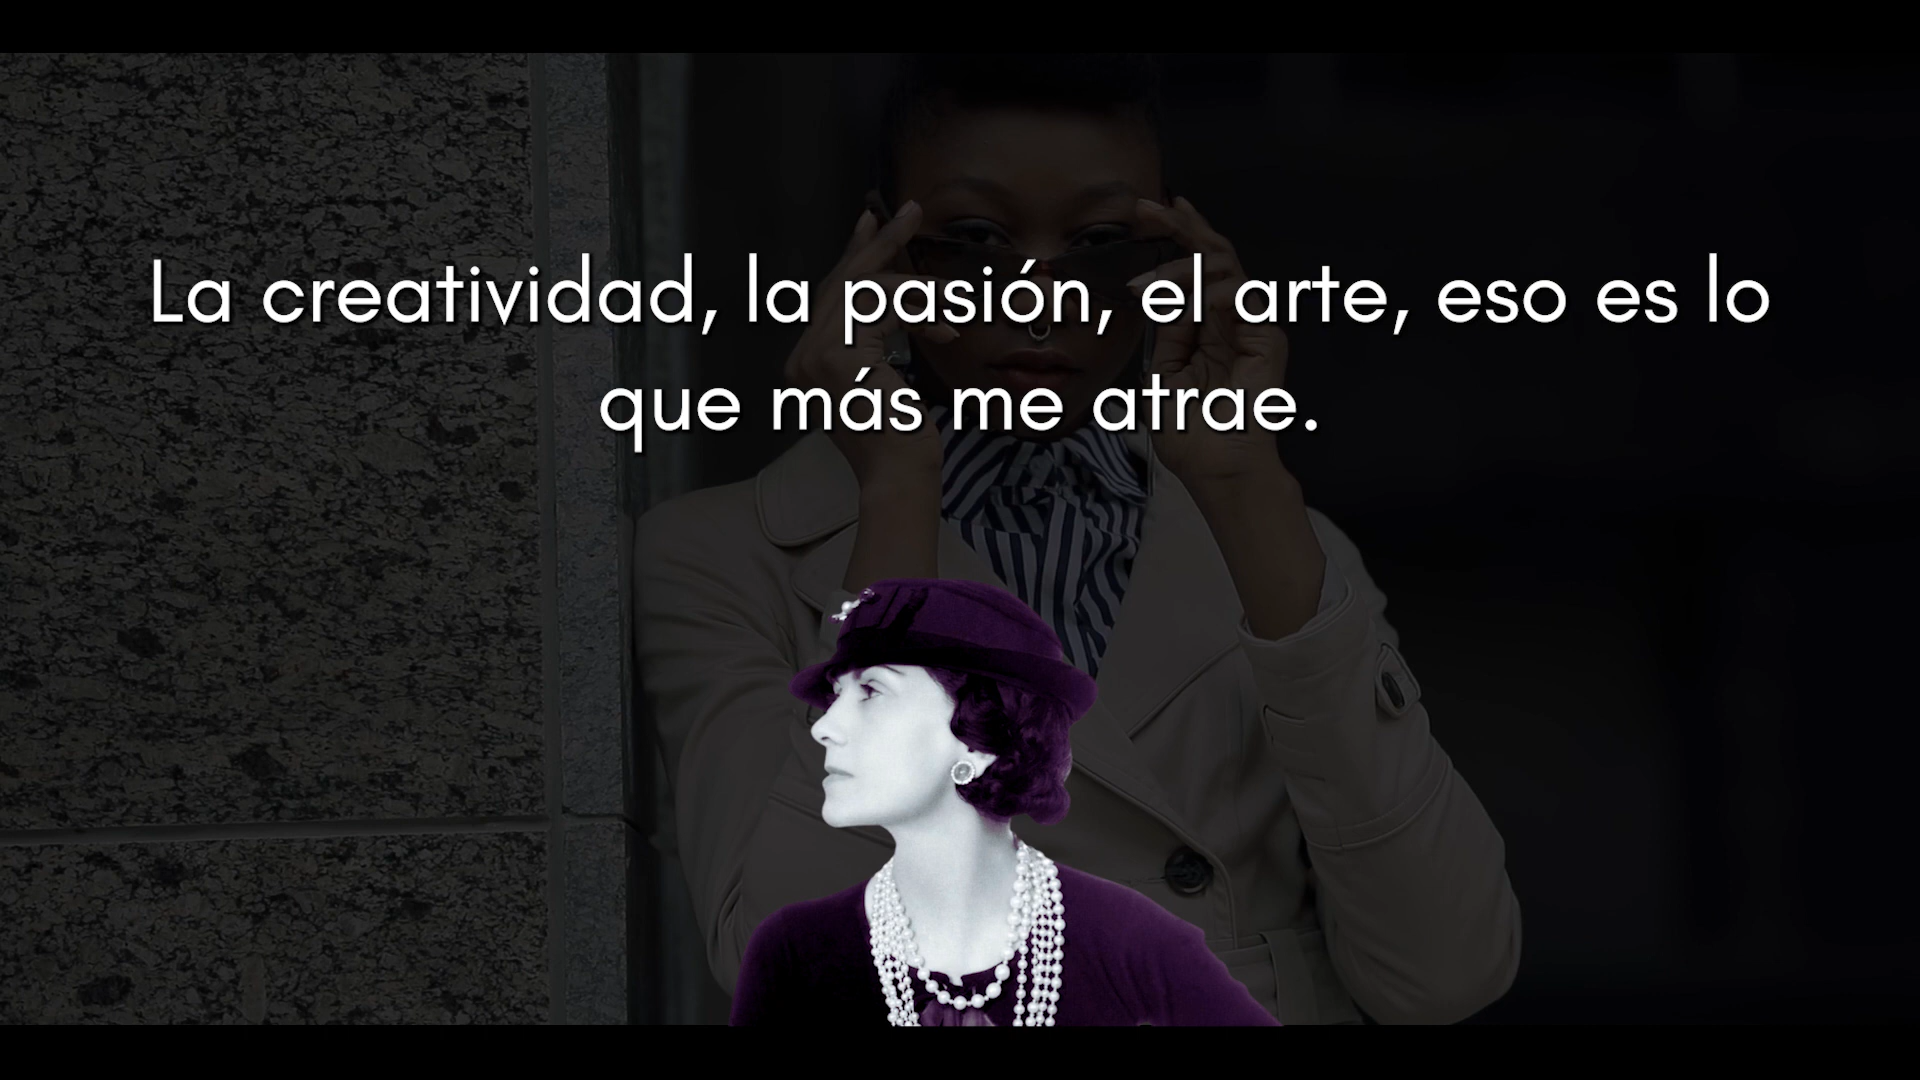 La creatividad, la pasión, el arte, eso es lo
que más me atrae.